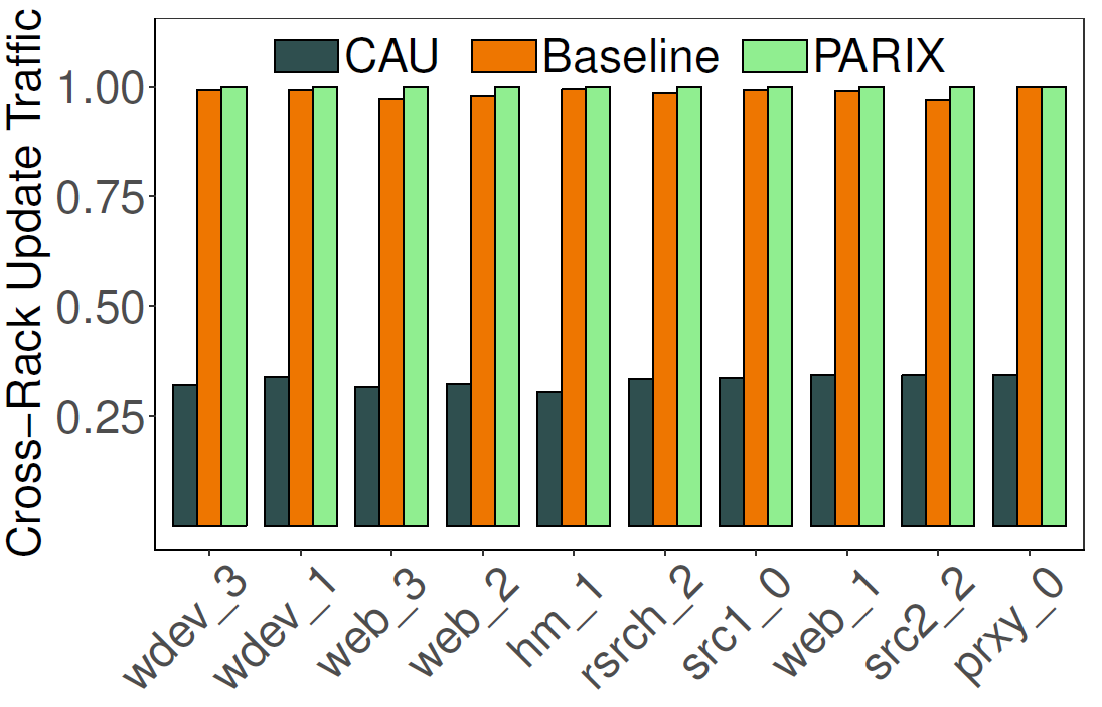 Cross−Rack Update Traffic
CAU Baseline PARIX
1.00
0.75
0.50
0.25
wdev_3
wdev_1
web_3
web_2
hm_1
rsrch_2
src1_0
web_1
src2_2
prxy_0